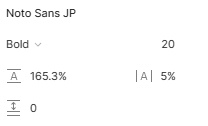 Noto Sans JP
Bold 20
A 165.3% |A| 5%
0